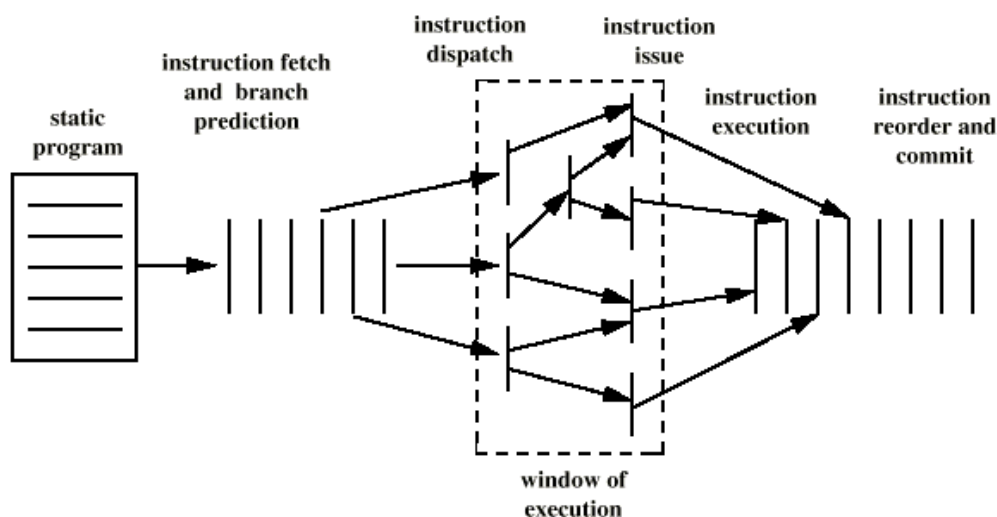 static
program
instruction fetch
and branch
prediction
instruction
dispatch
instruction
issue
instruction
execution
instruction
reorder and
commit
window of
execution